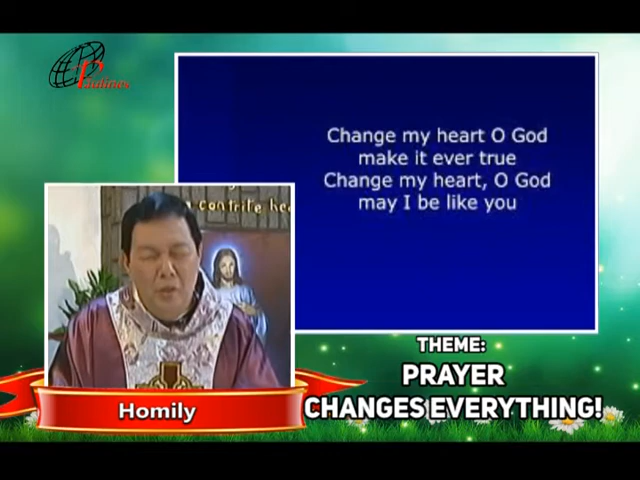 Paulines
Change my heart O God
make it ever true
Change my heart, O God
may I be like you
a contrite hea
THEME:
PRAYER
CHANGES EVERYTHING!
Homily